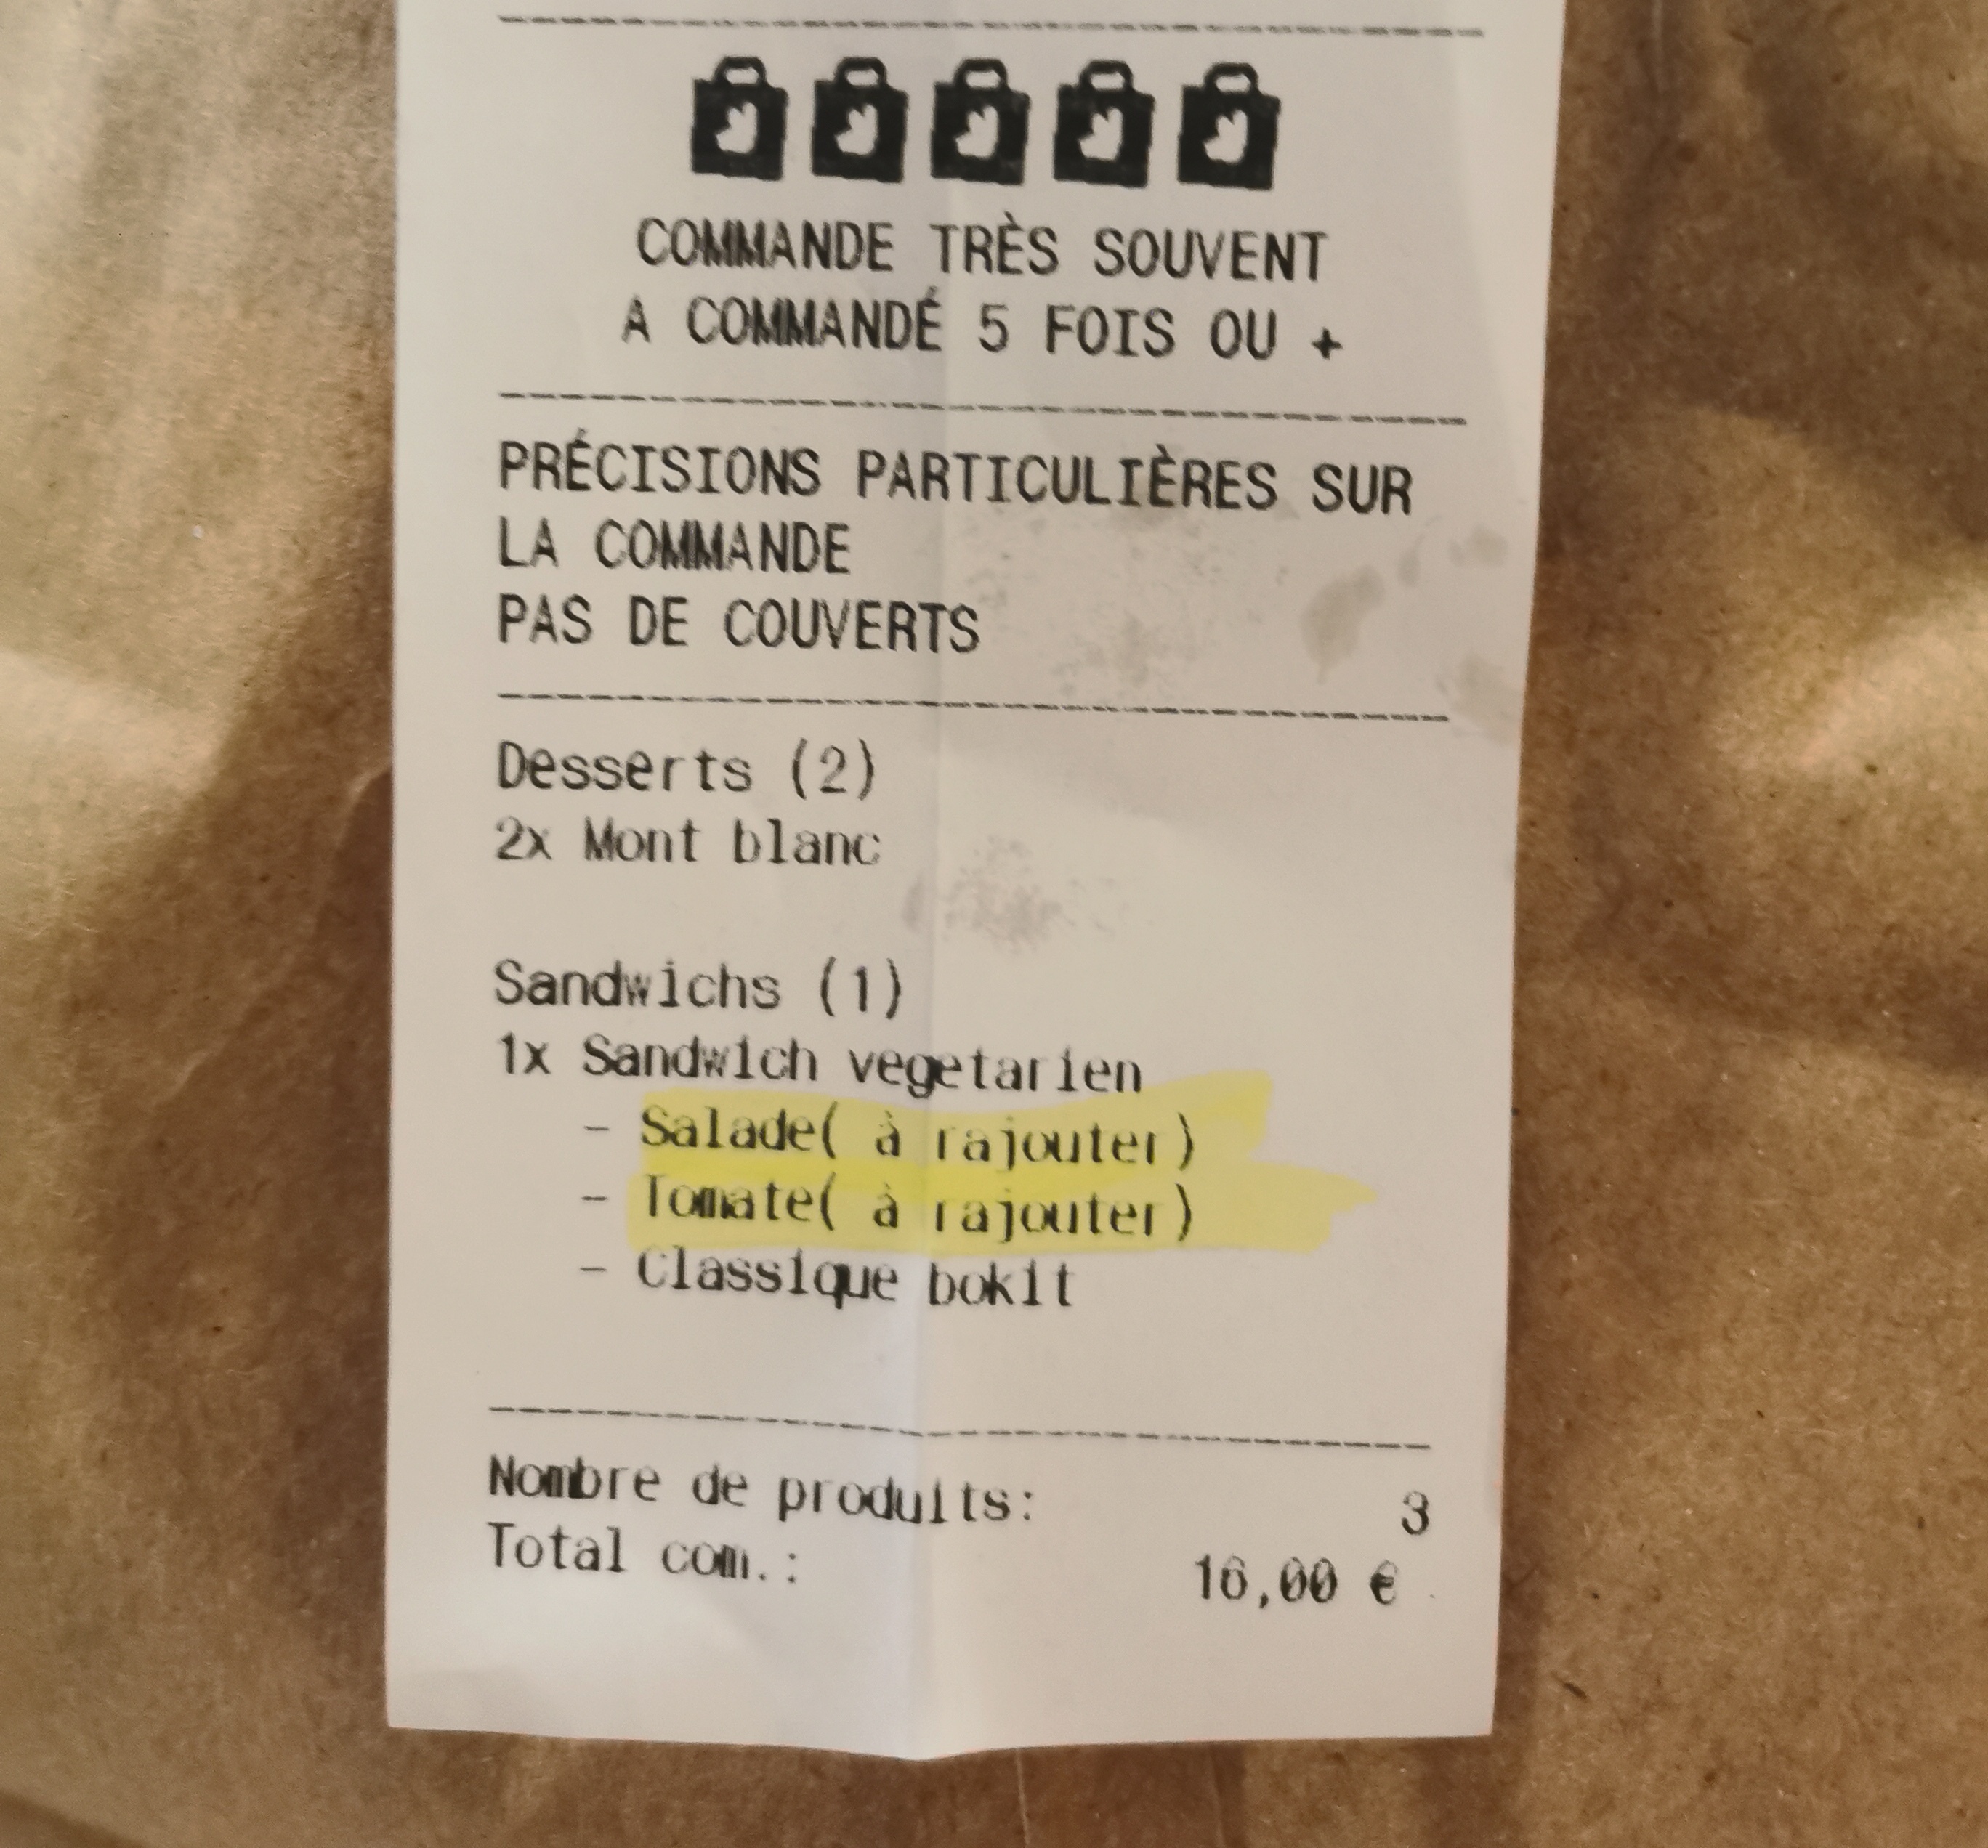 COMMANDE TRÈS SOUVENT
A COMMANDÉ 5 FOIS OU +
PRÉCISIONS PARTICULIÈRES SUR
LA COMMANDE
PAS DE COUVERTS
Desserts (2)
2x Mont blanc
Sandwichs (1)
1x Sandwich vegetarien
- Salade( à rajouter)
- Tomate( à rajouter)
- Classique bokit
Nombre de produits: 3
Total com.: 16,00 €